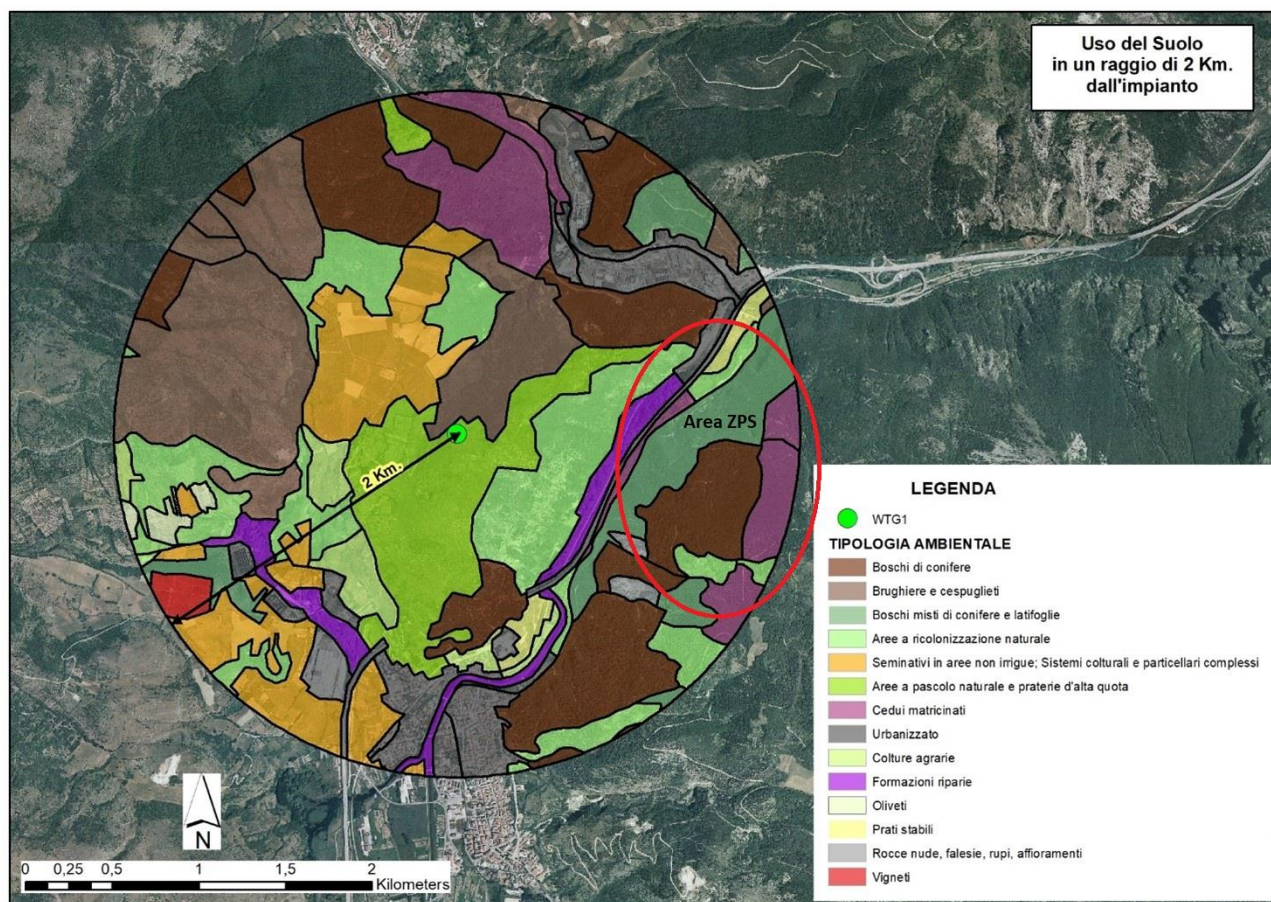 Uso del Suolo
in un raggio di 2 Km.
dall'impianto
Area ZPS
2 Km.
LEGENDA
WTG1
TIPOLOGIA AMBIENTALE
Boschi di conifere
Brughiere e cespuglieti
Boschi misti di conifere e latifoglie
Aree a ricolonizzazione naturale
Seminativi in aree non irrigue; Sistemi colturali e particellari complessi
Aree a pascolo naturale e praterie d'alta quota
Cedui matricinati
Urbanizzato
Colture agrarie
Formazioni riparie
Oliveti
Prati stabili
Rocce nude, falesie, rupi, affioramenti
Vigneti
N
0 0,25 0,5 1 1,5 2
Kilometers